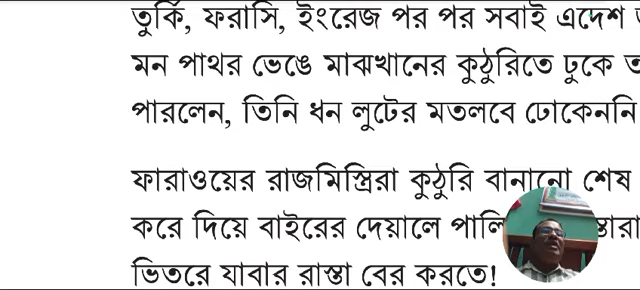 তুর্কি, ফরাসি, ইংরেজ পর পর সবাই এদেশ
মন পাথর ভেঙে মাঝখানের কুঠুরিতে ঢুকে
পারলেন, তিনি ধন লুটের মতলবে ঢোকেননি
ফারাওয়ের রাজমিস্ত্রিরা কুঠুরি বানানো শেষ
করে দিয়ে বাইরের দেয়ালে
ভিতরে যাবার রাস্তা বের করতে!